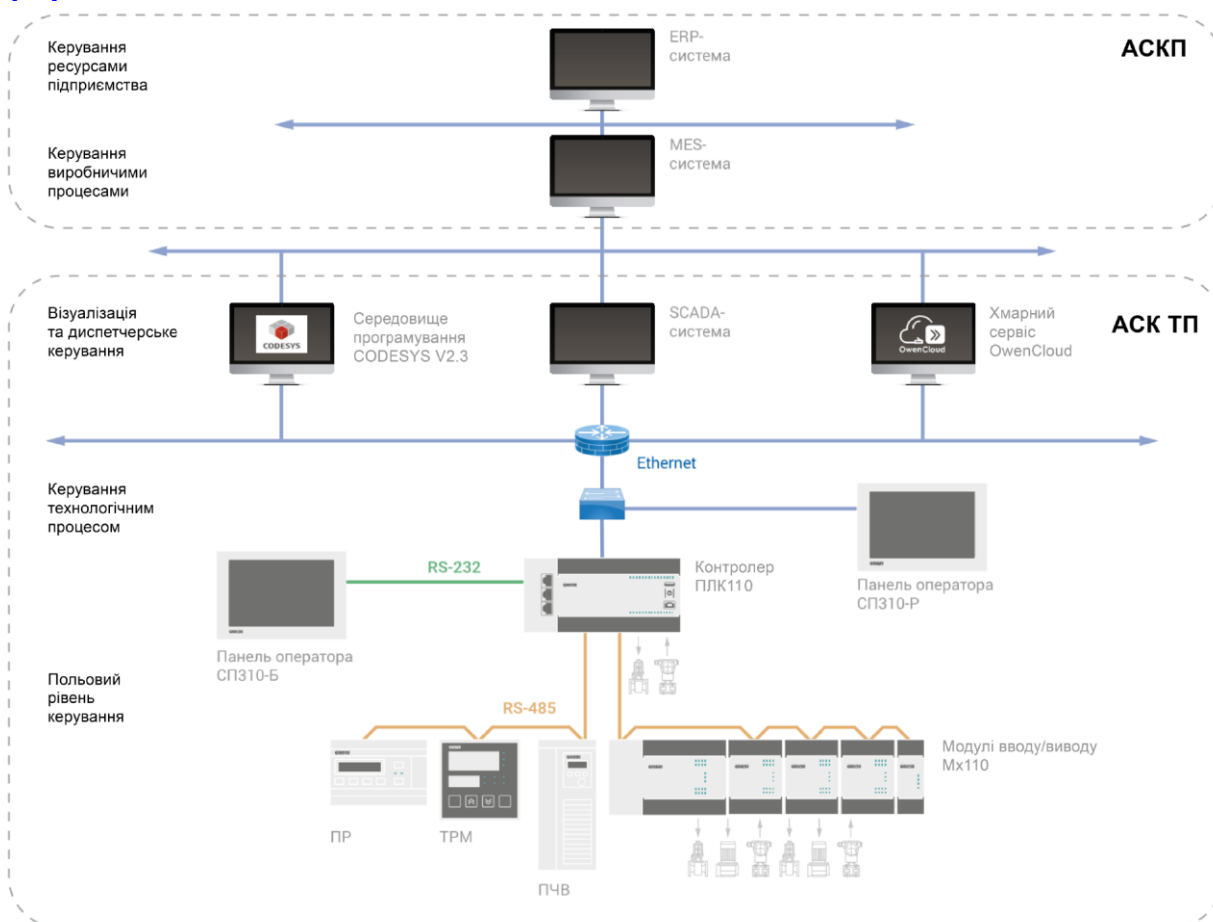 Керування
ресурсами
підприємства
ERP-
система
АСКП
Керування
виробничими
процесами
MES-
система
Візуалізація
та диспетчерське
керування
CODESYS
Середовище
програмування
CODESYS V2.3
SCADA-
система
OwenCloud
Хмарний
сервіс
OwenCloud
АСК ТП
Ethernet
Керування
технологічним
процесом
RS-232
Контролер
ПЛК110
Панель оператора
СП310-Р
Панель оператора
СП310-Б
Польовий
рівень
керування
RS-485
Модулі вводу/виводу
Мх110
ПР
ТРМ
ПЧВ